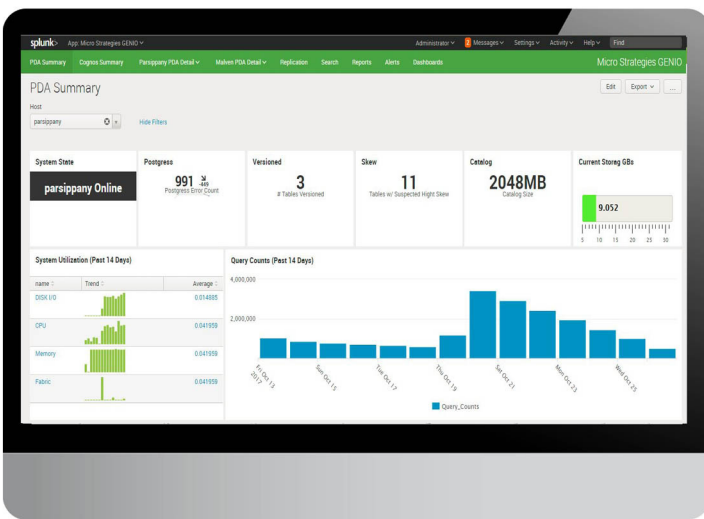 splunk> App: Micro Strategies GENIO Administrator 2 Messages Settings Activity Help Find
PDA Summary Cognos Summary Parsippany PDA Detail Malven PDA Detail Replication Search Reports Alerts Dashboards Micro Strategies GENIO
PDA Summary Edit Export ...
Host
parsippany Hide Filters
System State Postgress Versioned Skew Catalog Current Storag GBs
parsippany Online 991 -449 3 11 2048MB 9.052
Postgress Error Count # Tables Versioned Tables w/ Suspected Hight Skew Catalog Size
5 10 15 20 25 30
System Utilization (Past 14 Days) Query Counts (Past 14 Days)
name Trend Average
DISK I/O 0.014885
CPU 0.041959
Memory 0.041959
Fabric 0.041959
4,000,000
2,000,000
Fri Oct 13 2017 Sun Oct 15 Tue Oct 17 Thu Oct 19 Sat Oct 21 Mon Oct 23 Wed Oct 25
Query_Counts